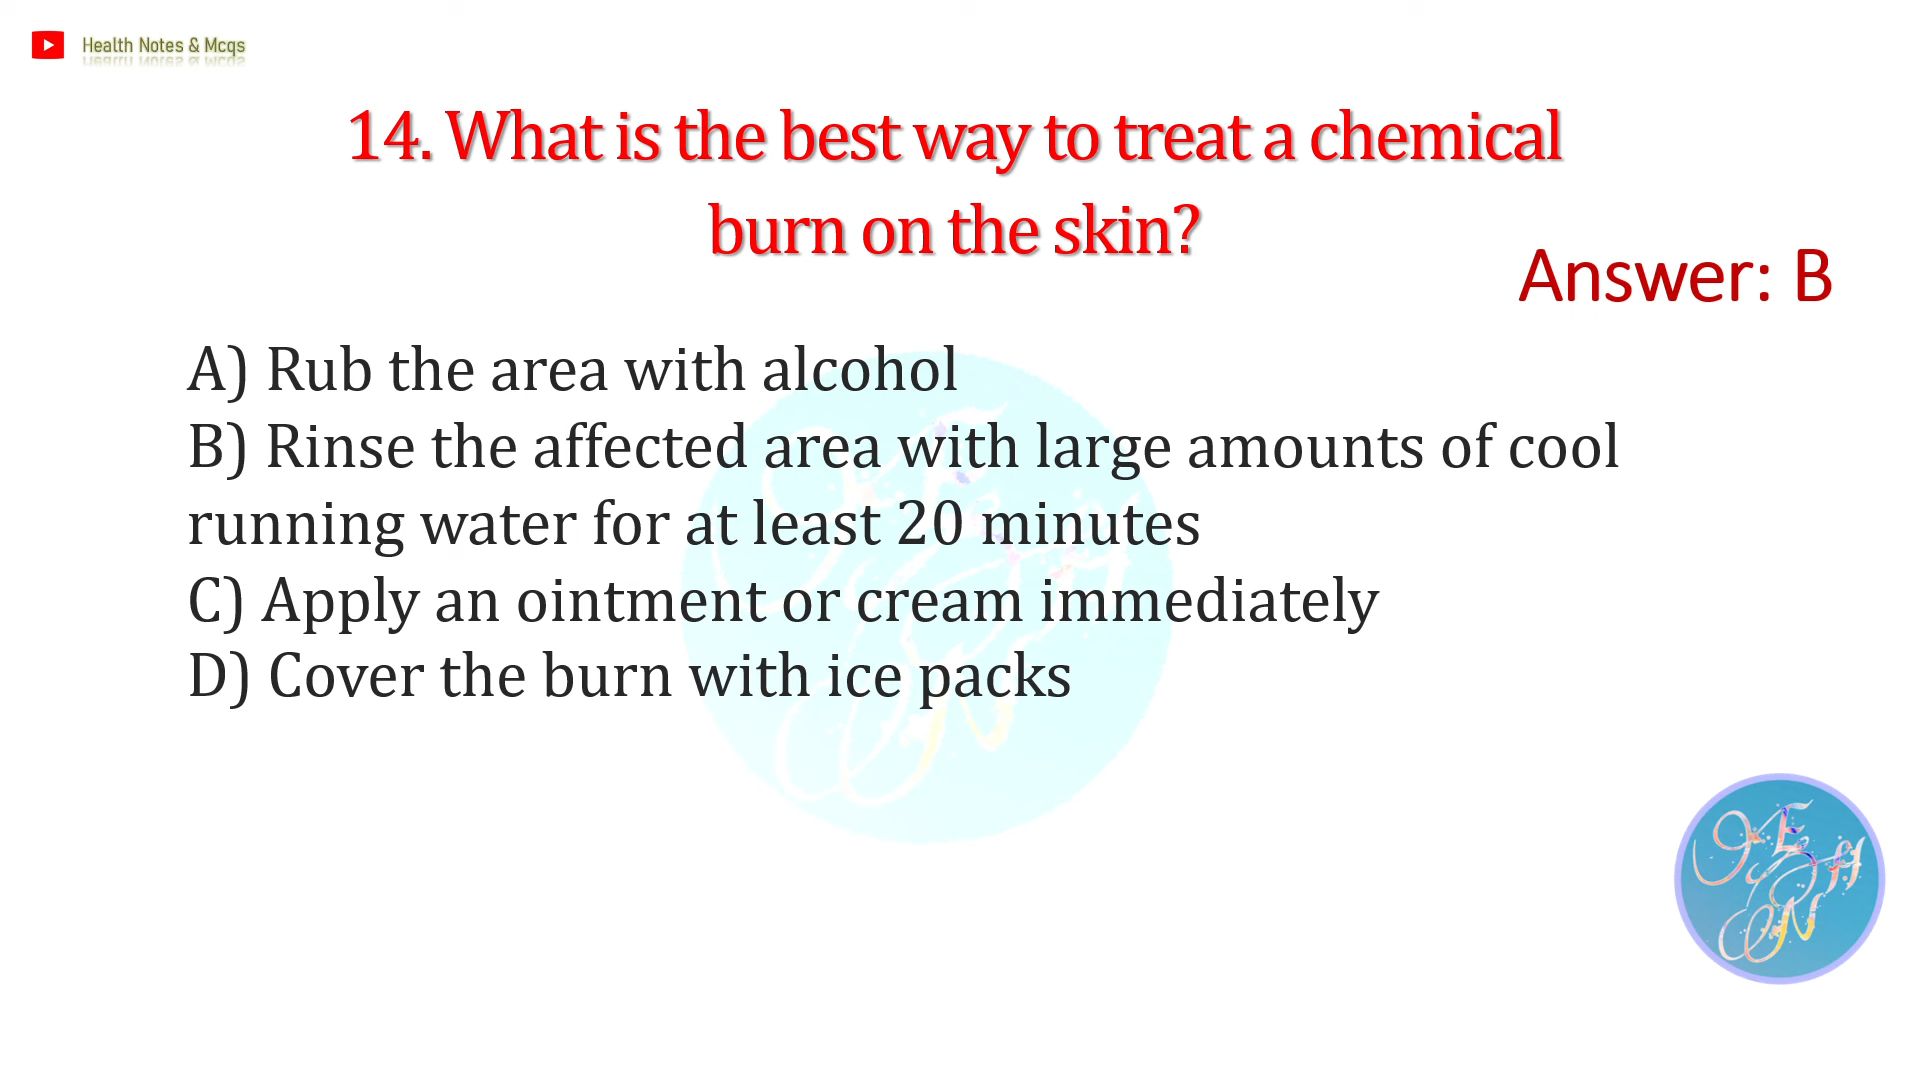 Health Notes & Mcqs
14. What is the best way to treat a chemical
burn on the skin?
Answer: B
A) Rub the area with alcohol
B) Rinse the affected area with large amounts of cool
running water for at least 20 minutes
C) Apply an ointment or cream immediately
D) Cover the burn with ice packs